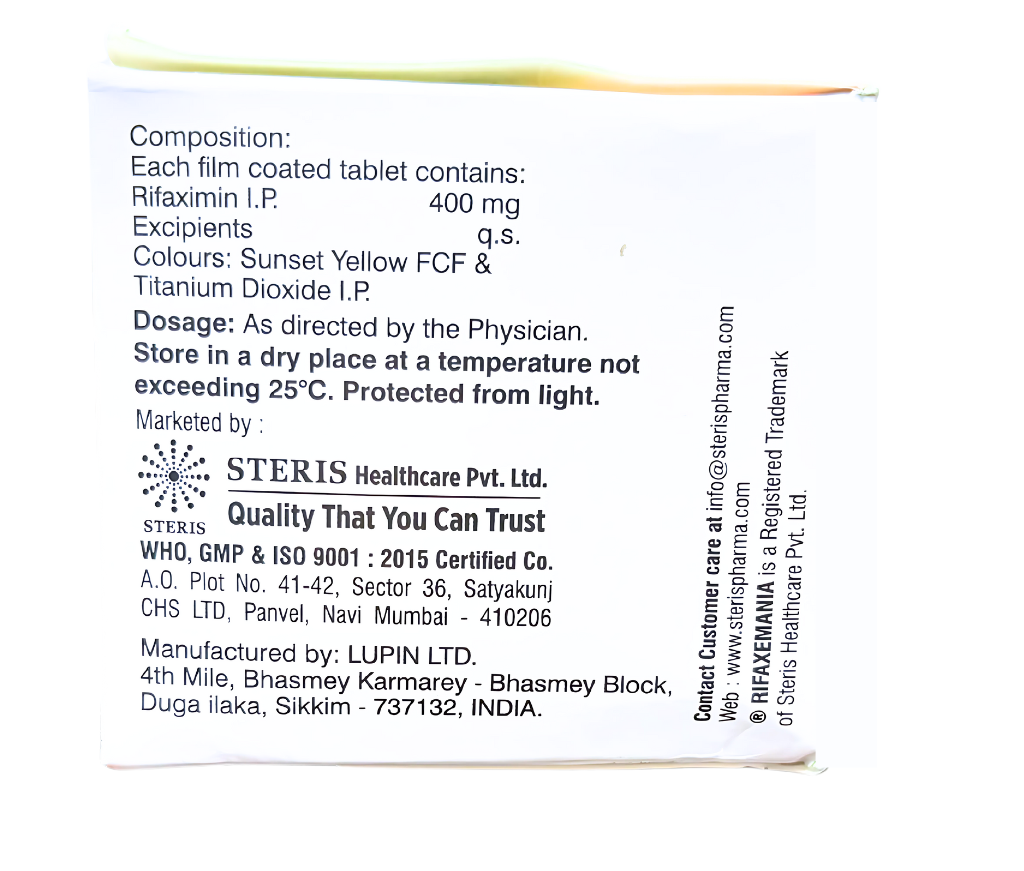 Composition:
Each film coated tablet contains:
Rifaximin I.P. 400 mg
Excipients q.s.
Colours: Sunset Yellow FCF &
Titanium Dioxide I.P.
Dosage: As directed by the Physician.
Store in a dry place at a temperature not
exceeding 25°C. Protected from light.
Marketed by :
STERIS
STERIS Healthcare Pvt. Ltd.
Quality That You Can Trust
WHO, GMP & ISO 9001 : 2015 Certified Co.
A.O. Plot No. 41-42, Sector 36, Satyakunj
CHS LTD, Panvel, Navi Mumbai - 410206
Manufactured by: LUPIN LTD.
4th Mile, Bhasmey Karmarey - Bhasmey Block,
Duga ilaka, Sikkim - 737132, INDIA.
Contact Customer care at info@sterispharma.com
Web : www.sterispharma.com
® RIFAXEMANIA is a Registered Trademark
of Steris Healthcare Pvt. Ltd.